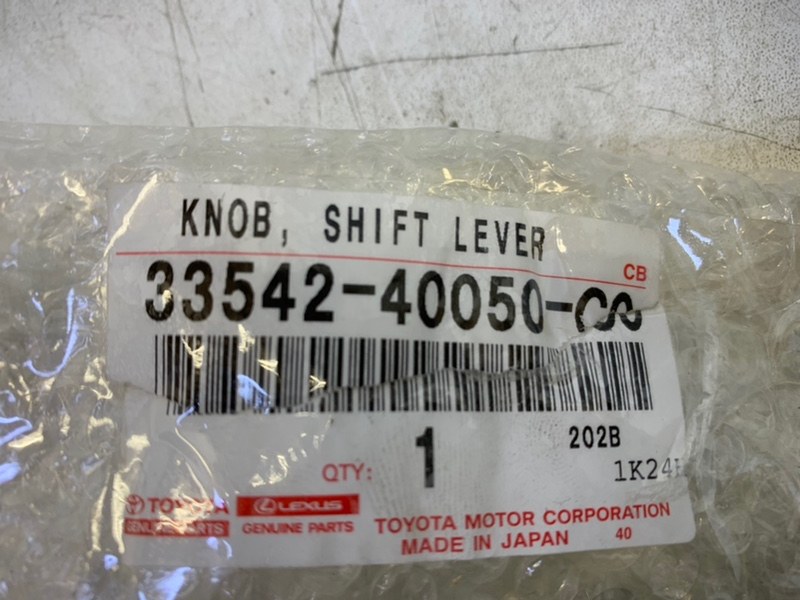 KNOB, SHIFT LEVER
CB
33542-40050-
QTY: 1
202B
1K24
TOYOTA
GENUINE PARTS
LEXUS
GENUINE PARTS
TOYOTA MOTOR CORPORATION
MADE IN JAPAN 40